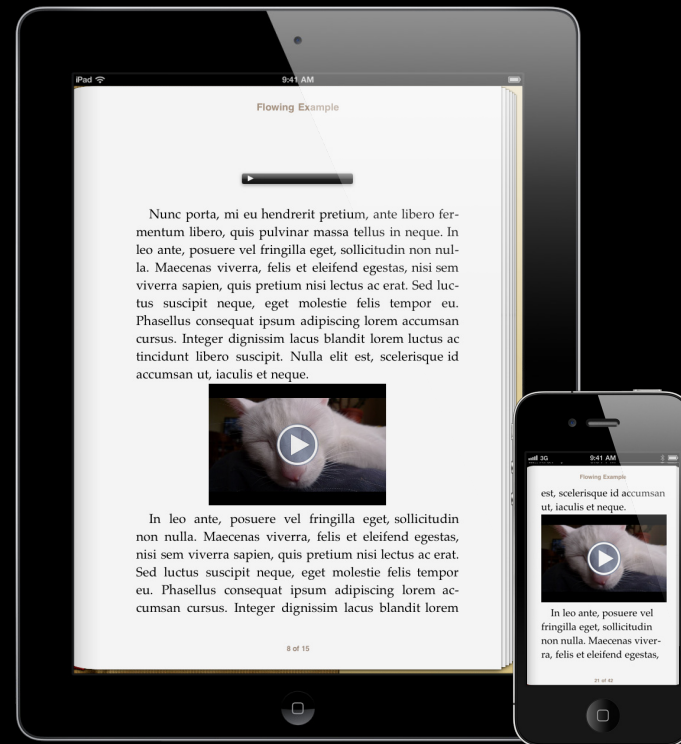 iPad
9:41 AM
Flowing Example
Nunc porta, mi eu hendrerit pretium, ante libero fer-
mentum libero, quis pulvinar massa tellus in neque. In
leo ante, posuere vel fringilla eget, sollicitudin non nul-
la. Maecenas viverra, felis et eleifend egestas, nisi sem
viverra sapien, quis pretium nisi lectus ac erat. Sed luc-
tus suscipit neque, eget molestie felis tempor eu.
Phasellus consequat ipsum adipiscing lorem accumsan
cursus. Integer dignissim lacus blandit lorem luctus ac
tincidunt libero suscipit. Nulla elit est, scelerisque id
accumsan ut, iaculis et neque.
In leo ante, posuere vel fringilla eget, sollicitudin
non nulla. Maecenas viverra, felis et eleifend egestas,
nisi sem viverra sapien, quis pretium nisi lectus ac erat.
Sed luctus suscipit neque, eget molestie felis tempor
eu. Phasellus consequat ipsum adipiscing lorem ac-
cumsan cursus. Integer dignissim lacus blandit lorem
8 of 15
3G
9:41 AM
Flowing Example
est, scelerisque id accumsan
ut, iaculis et neque.
In leo ante, posuere vel
fringilla eget, sollicitudin
non nulla. Maecenas viver-
ra, felis et eleifend egestas,
21 of 42